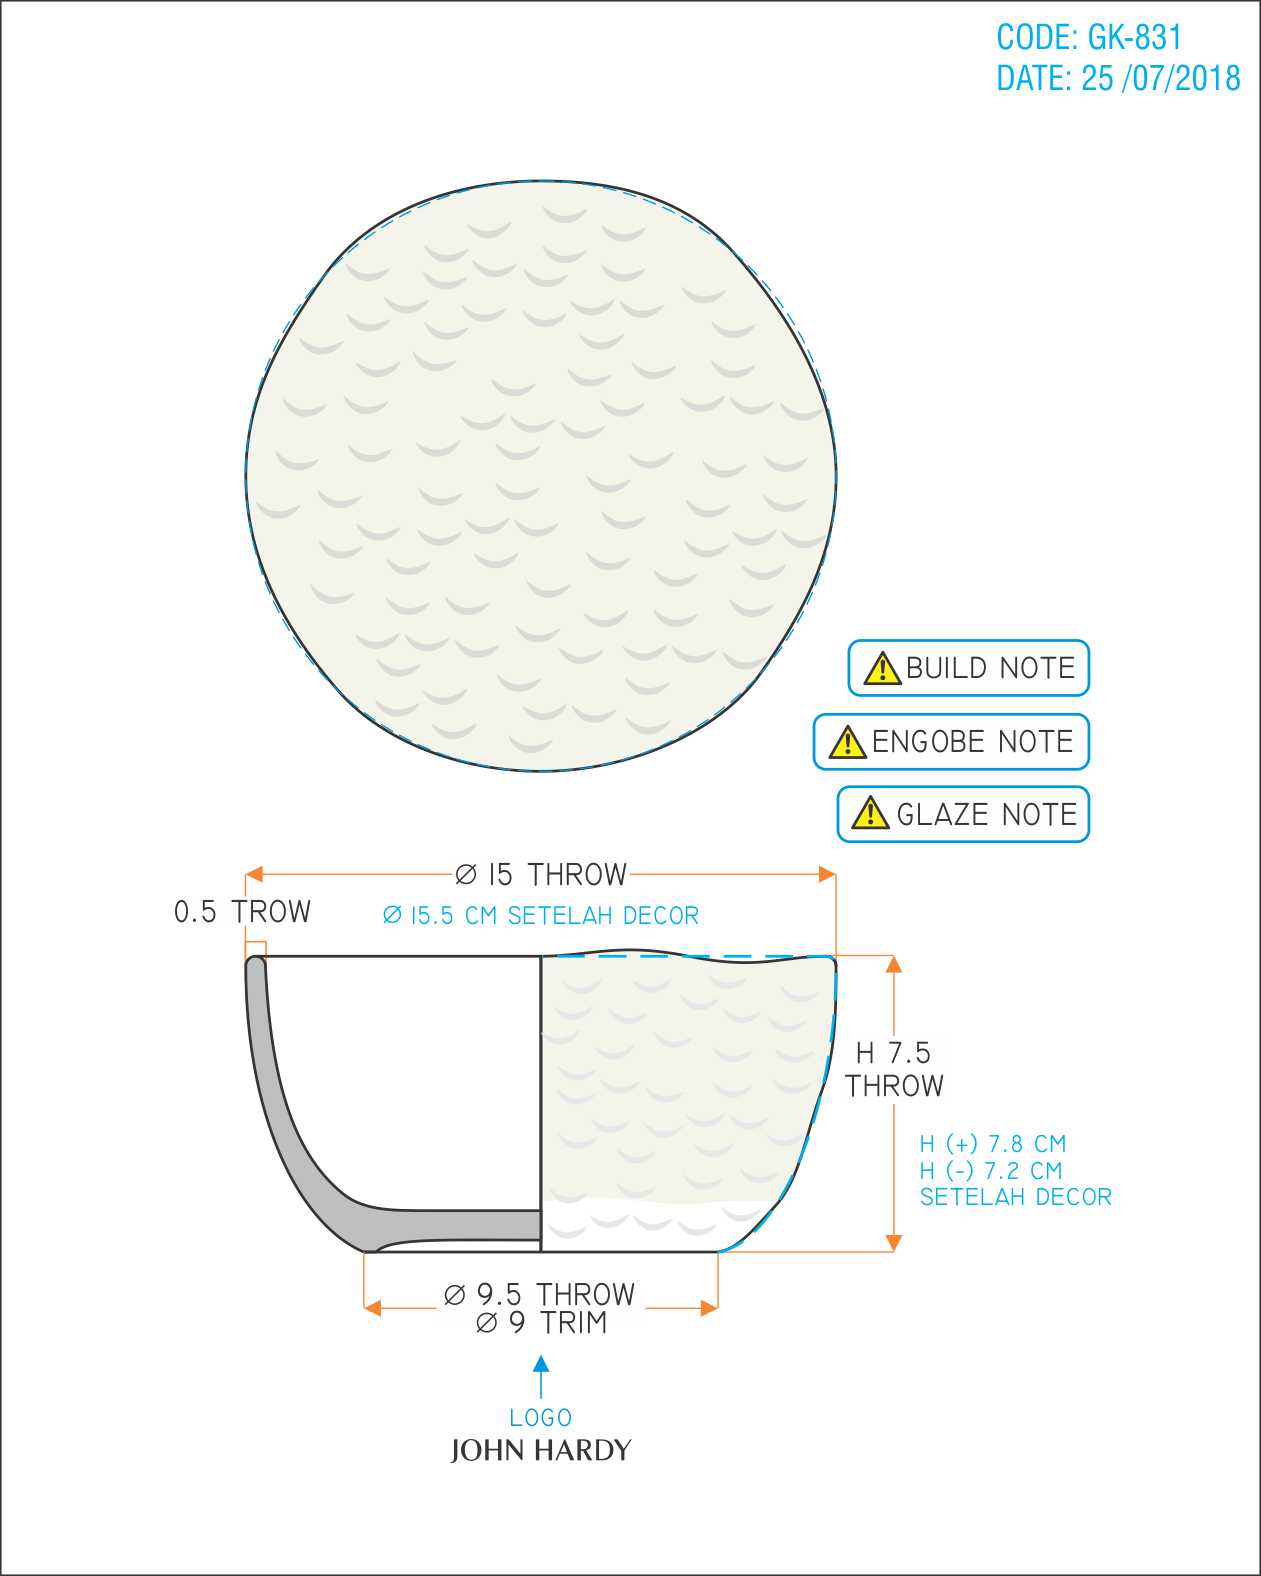 CODE: GK-831
DATE: 25 /07/2018
BUILD NOTE
ENGOBE NOTE
GLAZE NOTE
Ø 15 THROW
0.5 TROW
Ø 15.5 CM SETELAH DECOR
H 7.5
THROW
H (+) 7.8 CM
H (-) 7.2 CM
SETELAH DECOR
Ø 9.5 THROW
Ø 9 TRIM
LOGO
JOHN HARDY